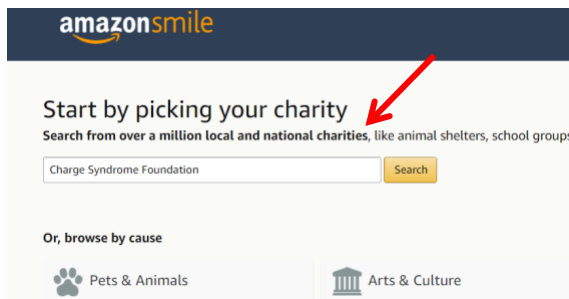 amazonsmile
Start by picking your charity
Search from over a million local and national charities, like animal shelters, school groups
Charge Syndrome Foundation
Search
Or, browse by cause
Pets & Animals
Arts & Culture